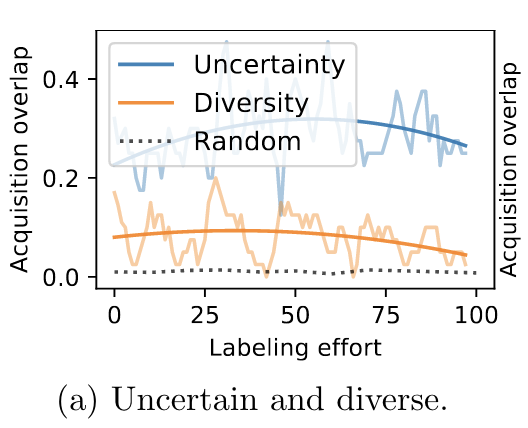 Acquisition overlap
0.4
0.2
0.0
Uncertainty
Diversity
Random
0 25 50 75 100
Labeling effort
Acquisition overlap
(a) Uncertain and diverse.